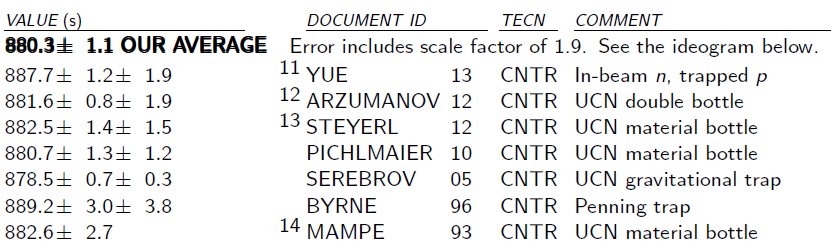 VALUE (s) DOCUMENT ID TECN COMMENT
880.3± 1.1 OUR AVERAGE Error includes scale factor of 1.9. See the ideogram below.
887.7± 1.2± 1.9 11 YUE 13 CNTR In-beam n, trapped p
881.6± 0.8± 1.9 12 ARZUMANOV 12 CNTR UCN double bottle
882.5± 1.4± 1.5 13 STEYERL 12 CNTR UCN material bottle
880.7± 1.3± 1.2 PICHLMAIER 10 CNTR UCN material bottle
878.5± 0.7± 0.3 SEREBROV 05 CNTR UCN gravitational trap
889.2± 3.0± 3.8 BYRNE 96 CNTR Penning trap
882.6± 2.7 14 MAMPE 93 CNTR UCN material bottle